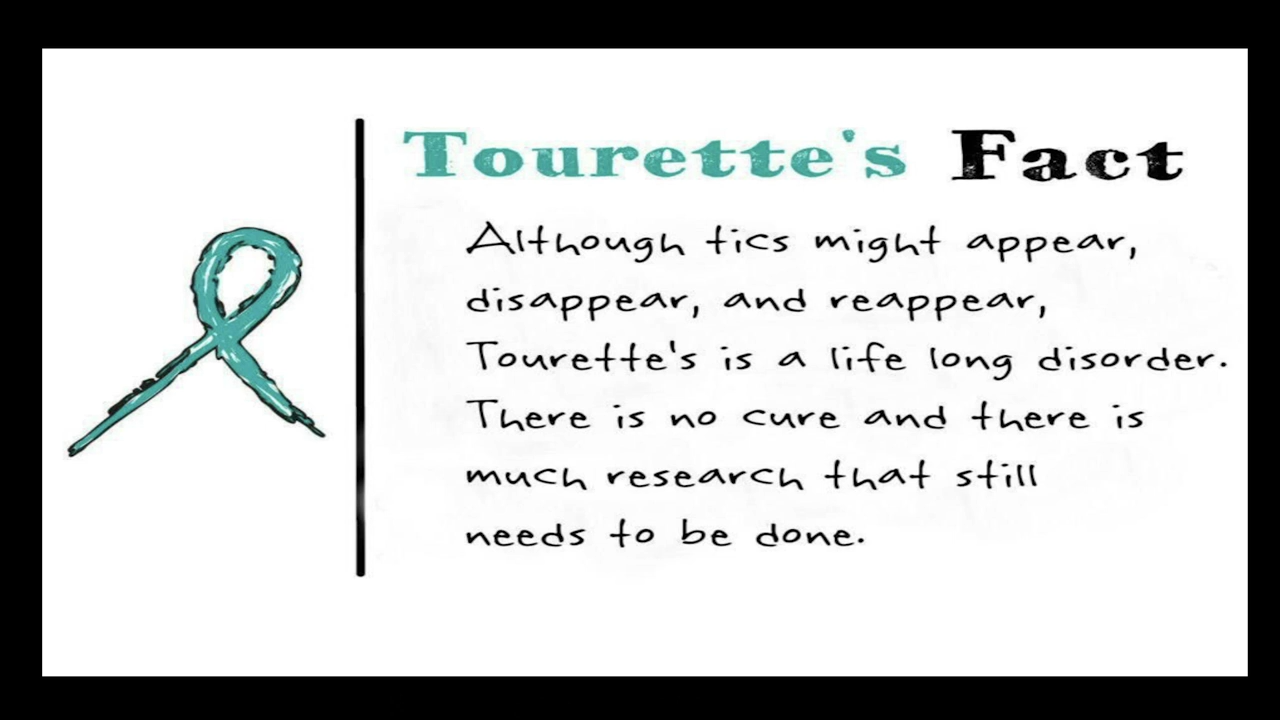 Tourette's Fact
Although tics might appear,
disappear, and reappear,
Tourette's is a life long disorder.
There is no cure and there is
much research that still
needs to be done.